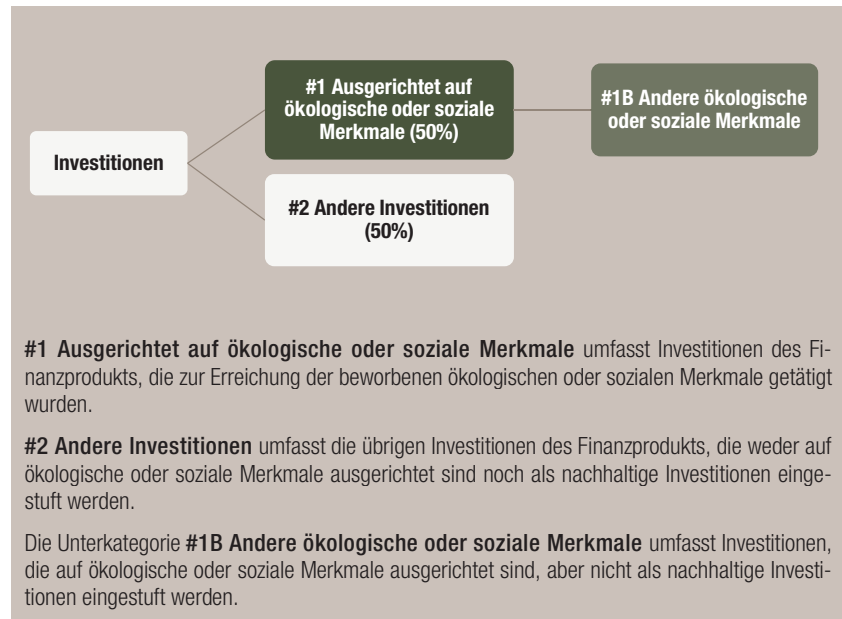 #1 Ausgerichtet auf
ökologische oder soziale
Merkmale (50%)
#1B Andere ökologische
oder soziale Merkmale
Investitionen
#2 Andere Investitionen
(50%)
#1 Ausgerichtet auf ökologische oder soziale Merkmale umfasst Investitionen des Fi-
nanzprodukts, die zur Erreichung der beworbenen ökologischen oder sozialen Merkmale getätigt
wurden.
#2 Andere Investitionen umfasst die übrigen Investitionen des Finanzprodukts, die weder auf
ökologische oder soziale Merkmale ausgerichtet sind noch als nachhaltige Investitionen einge-
stuft werden.
Die Unterkategorie #1B Andere ökologische oder soziale Merkmale umfasst Investitionen,
die auf ökologische oder soziale Merkmale ausgerichtet sind, aber nicht als nachhaltige Investi-
tionen eingestuft werden.